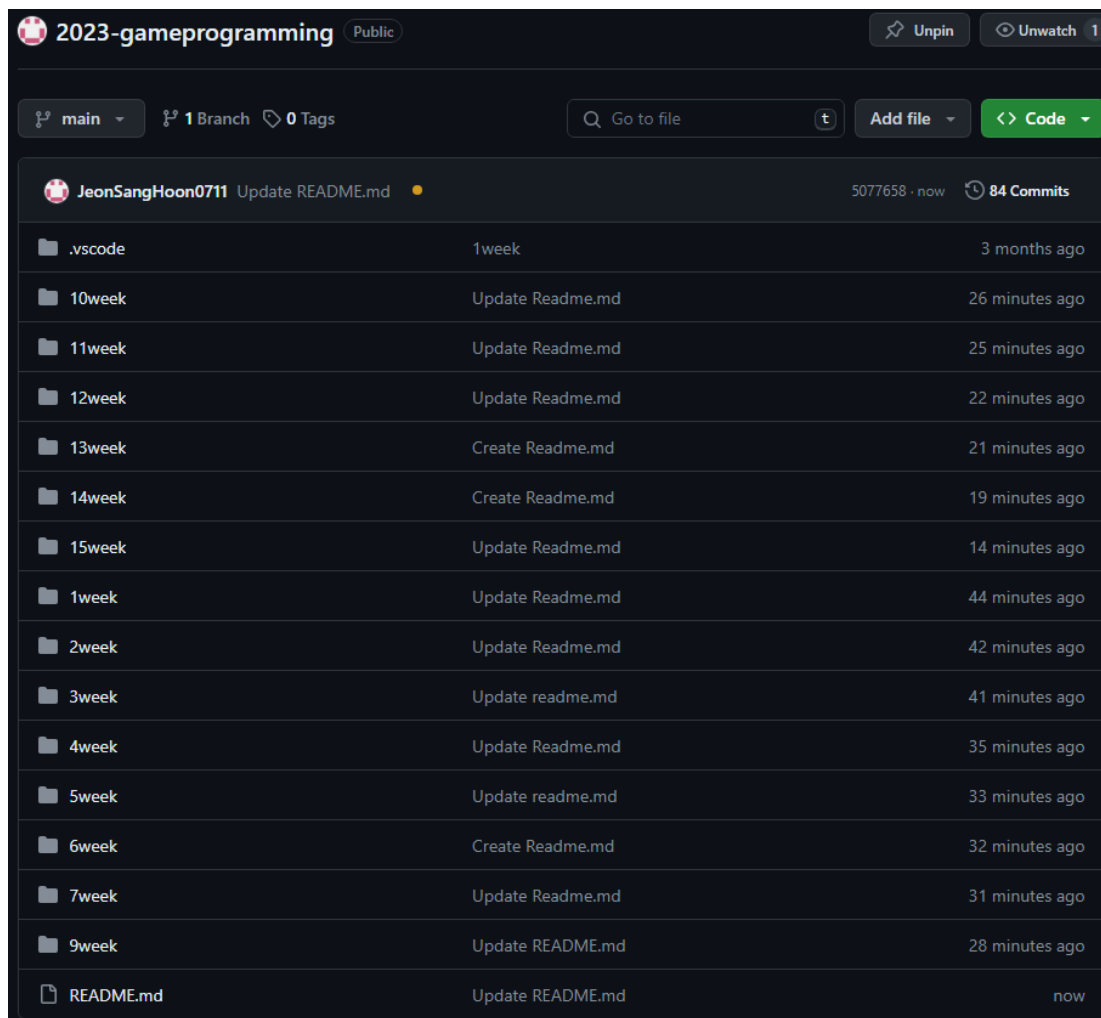 2023-gameprogramming Public Unpin Unwatch 1
main 1 Branch 0 Tags Go to file t Add file <> Code
JeonSangHoon0711 Update README.md 5077658 · now 84 Commits
.vscode 1week 3 months ago
10week Update Readme.md 26 minutes ago
11week Update Readme.md 25 minutes ago
12week Update Readme.md 22 minutes ago
13week Create Readme.md 21 minutes ago
14week Create Readme.md 19 minutes ago
15week Update Readme.md 14 minutes ago
1week Update Readme.md 44 minutes ago
2week Update Readme.md 42 minutes ago
3week Update readme.md 41 minutes ago
4week Update Readme.md 35 minutes ago
5week Update readme.md 33 minutes ago
6week Create Readme.md 32 minutes ago
7week Update Readme.md 31 minutes ago
9week Update README.md 28 minutes ago
README.md Update README.md now